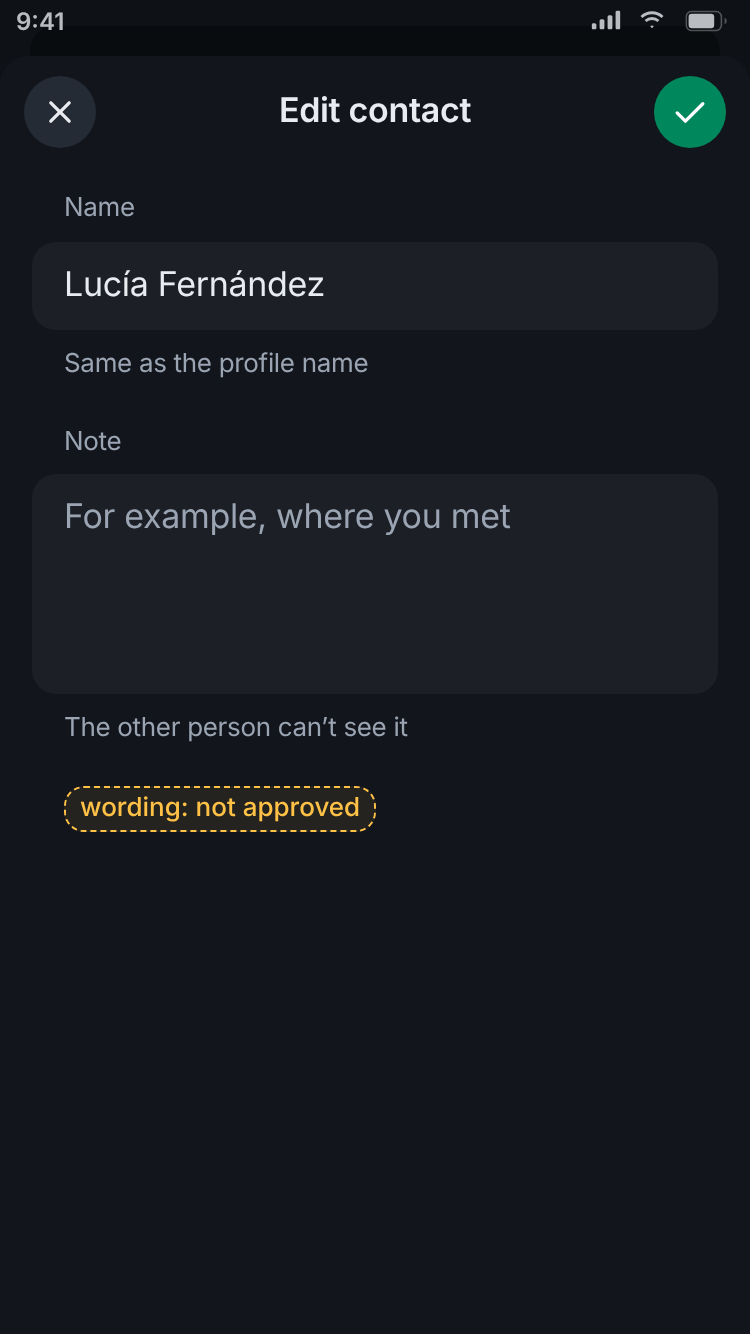 9:41
Edit contact
Name
Lucía Fernández
Same as the profile name
Note
For example, where you met
The other person can’t see it
wording: not approved